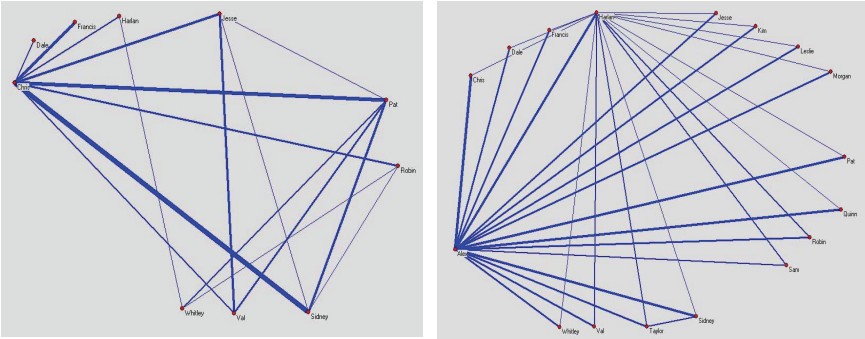 Francis
Harlan
Jesse
Dale
Chris
Pat
Robin
Whitley
Val
Sidney
Harlan
Jesse
Kim
Francis
Leslie
Dale
Morgan
Chris
Pat
Quinn
Robin
Alex
Sam
Sidney
Whitley
Val
Taylor